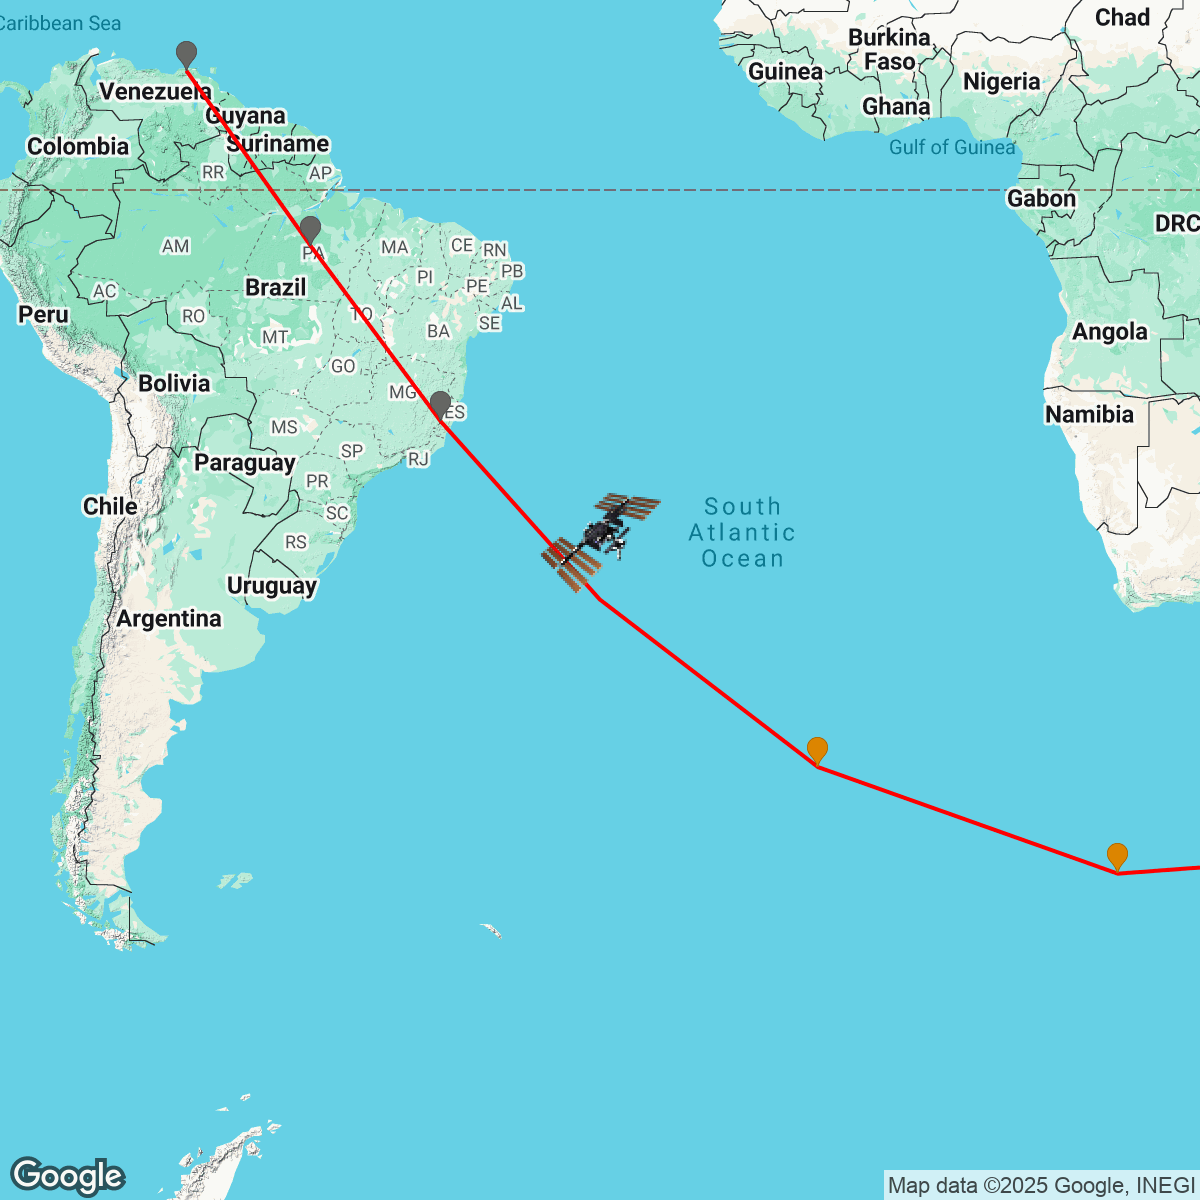 Caribbean Sea
Chad
Burkina
Faso
Guinea
Nigeria
Venezuela
Ghana
Guyana
Colombia
Suriname
Gulf of Guinea
RR
AP
Gabon
DRC
AM
PA
MA
CE
RN
PI
PB
Brazil
PE
AC
AL
Peru
RO
TO
SE
MT
BA
Angola
GO
Bolivia
MG
ES
Namibia
MS
SP
RJ
Paraguay
PR
Chile
SC
South
Atlantic
Ocean
RS
Uruguay
Argentina
Google
Map data ©2025 Google, INEGI